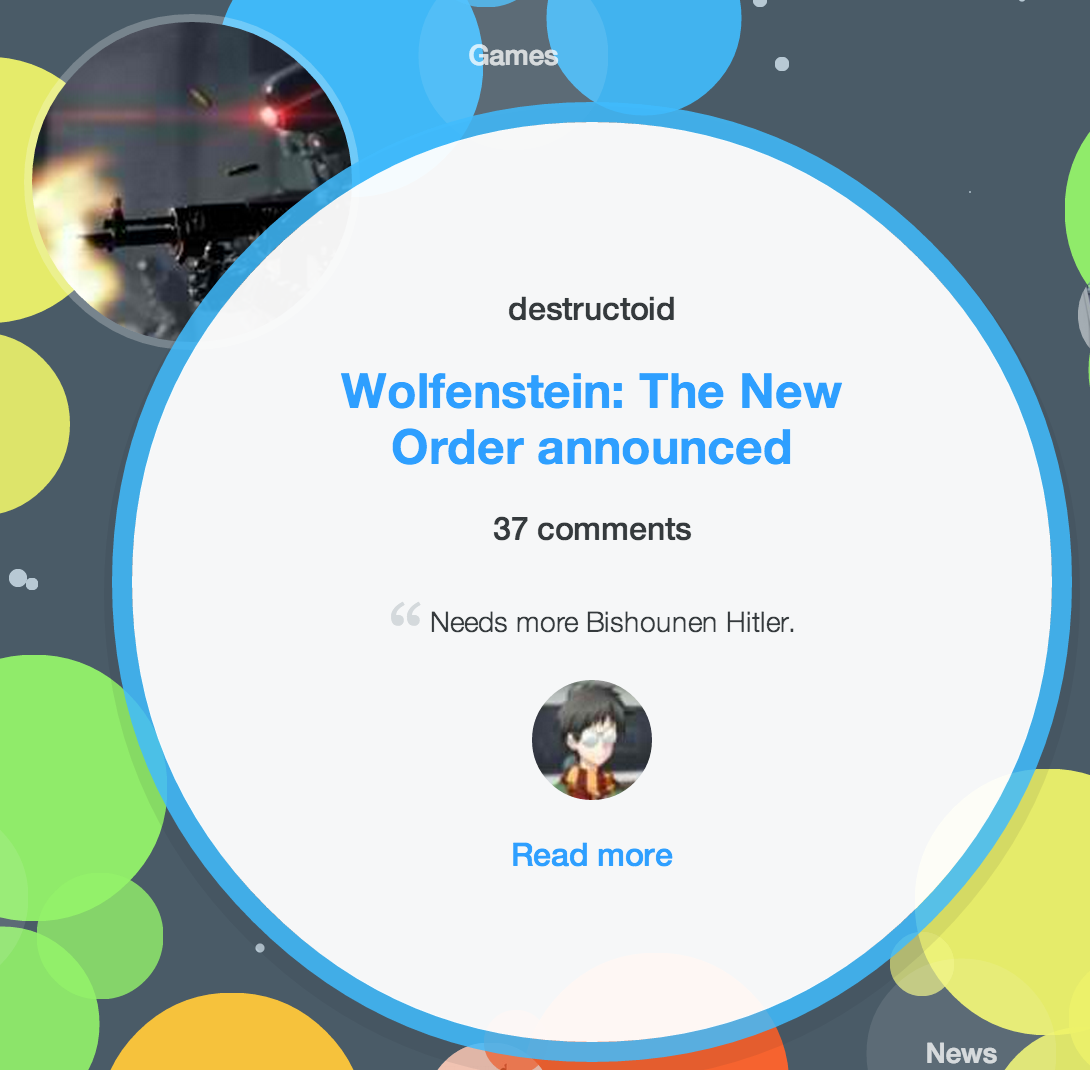 Games
destructoid
Wolfenstein: The New
Order announced
37 comments
“ Needs more Bishounen Hitler.
Read more
News